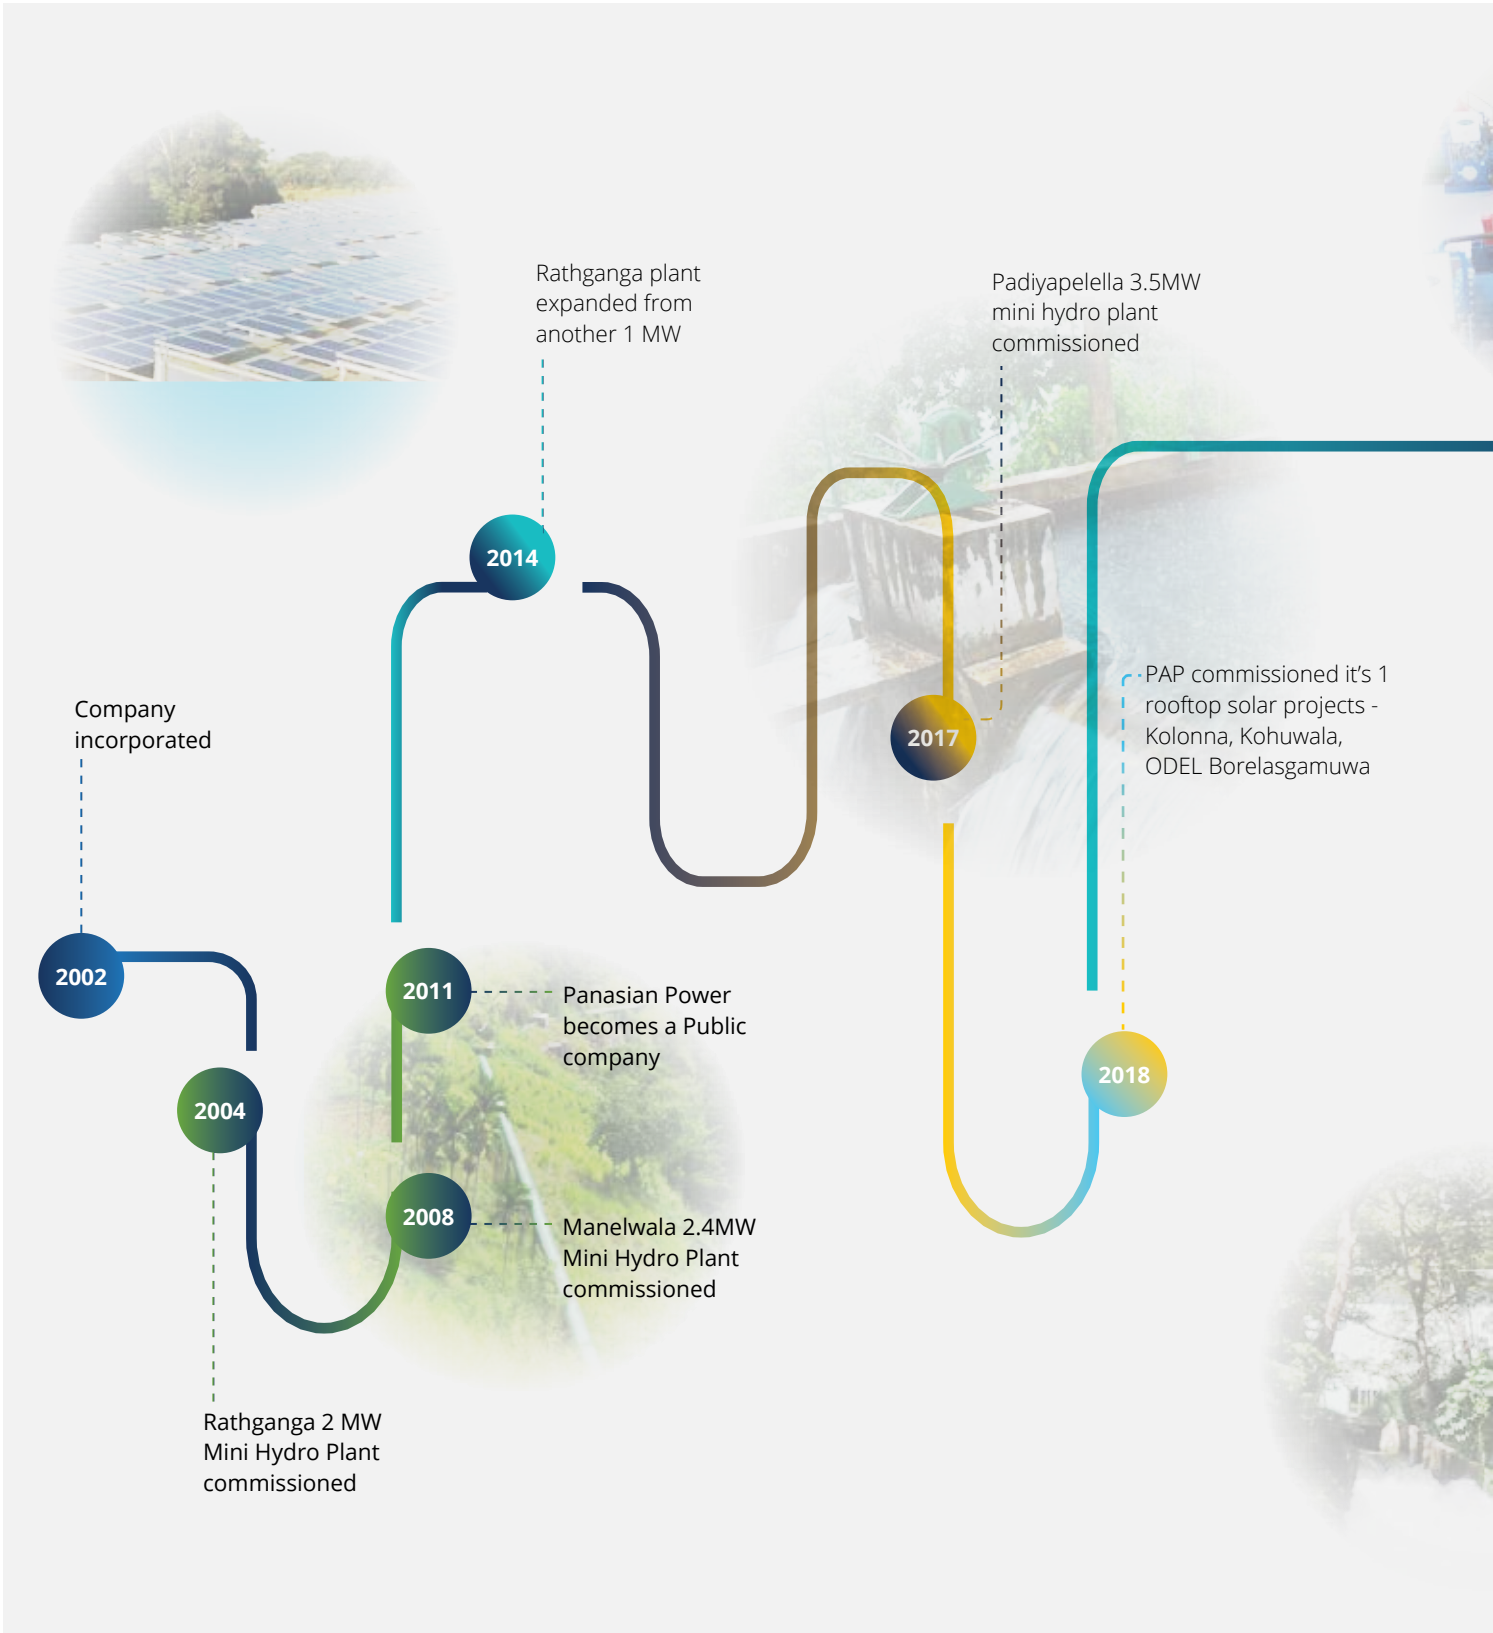 2002
Company
incorporated
2004
Rathganga 2 MW
Mini Hydro Plant
commissioned
2008
Manelwala 2.4MW
Mini Hydro Plant
commissioned
2011
Panasian Power
becomes a Public
company
2014
Rathganga plant
expanded from
another 1 MW
2017
Padiyapelella 3.5MW
mini hydro plant
commissioned
2018
PAP commissioned it’s 1
rooftop solar projects -
Kolonna, Kohuwala,
ODEL Borelasgamuwa